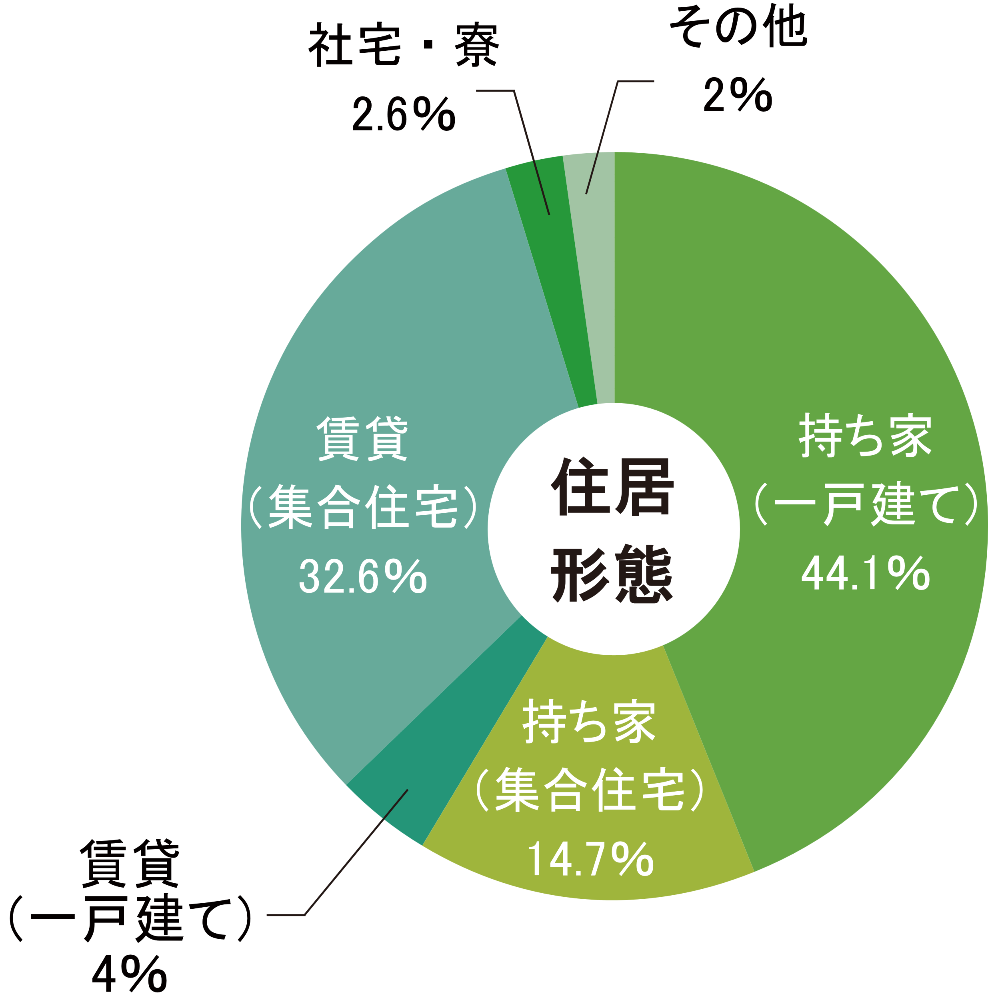 社宅・寮
2.6%
その他
2%
持ち家
(一戸建て)
44.1%
賃貸
(集合住宅)
32.6%
住居
形態
持ち家
(集合住宅)
14.7%
賃貸
(一戸建て)
4%